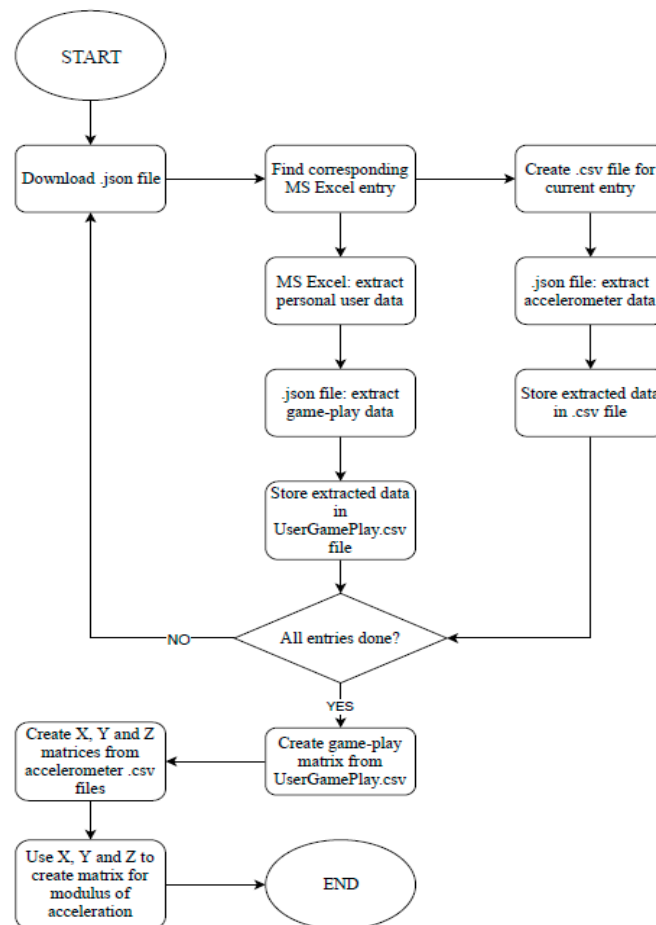 START
Download .json file
Find corresponding
MS Excel entry
Create .csv file for
current entry
MS Excel: extract
personal user data
.json file: extract
accelerometer data
.json file: extract
game-play data
Store extracted data
in .csv file
Store extracted data
in
UserGamePlay.csv
file
All entries done?
NO
YES
Create X, Y and Z
matrices from
accelerometer .csv
files
Create game-play
matrix from
UserGamePlay.csv
Use X, Y and Z to
create matrix for
modulus of
acceleration
END